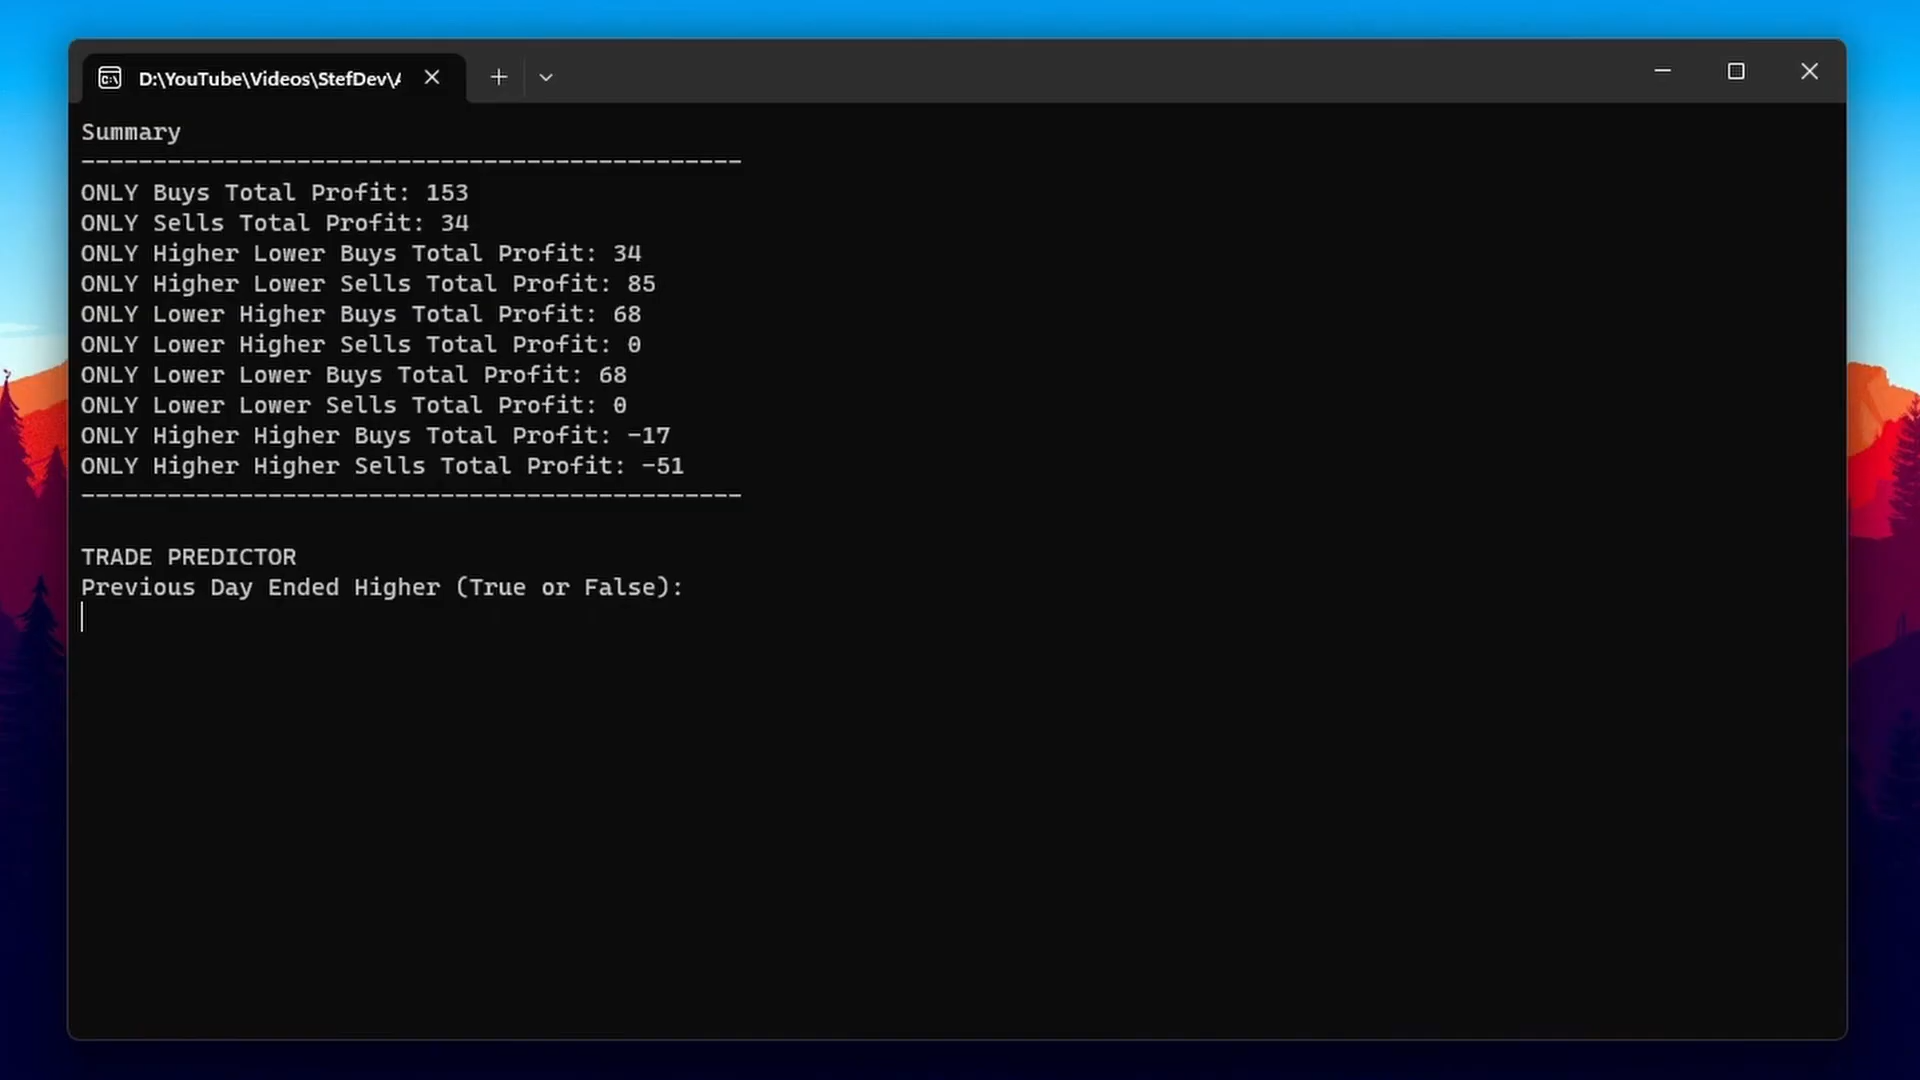 D:\YouTube\Videos\StefDev\A
Summary
----------------------------------------------
ONLY Buys Total Profit: 153
ONLY Sells Total Profit: 34
ONLY Higher Lower Buys Total Profit: 34
ONLY Higher Lower Sells Total Profit: 85
ONLY Lower Higher Buys Total Profit: 68
ONLY Lower Higher Sells Total Profit: 0
ONLY Lower Lower Buys Total Profit: 68
ONLY Lower Lower Sells Total Profit: 0
ONLY Higher Higher Buys Total Profit: -17
ONLY Higher Higher Sells Total Profit: -51
----------------------------------------------
TRADE PREDICTOR
Previous Day Ended Higher (True or False):